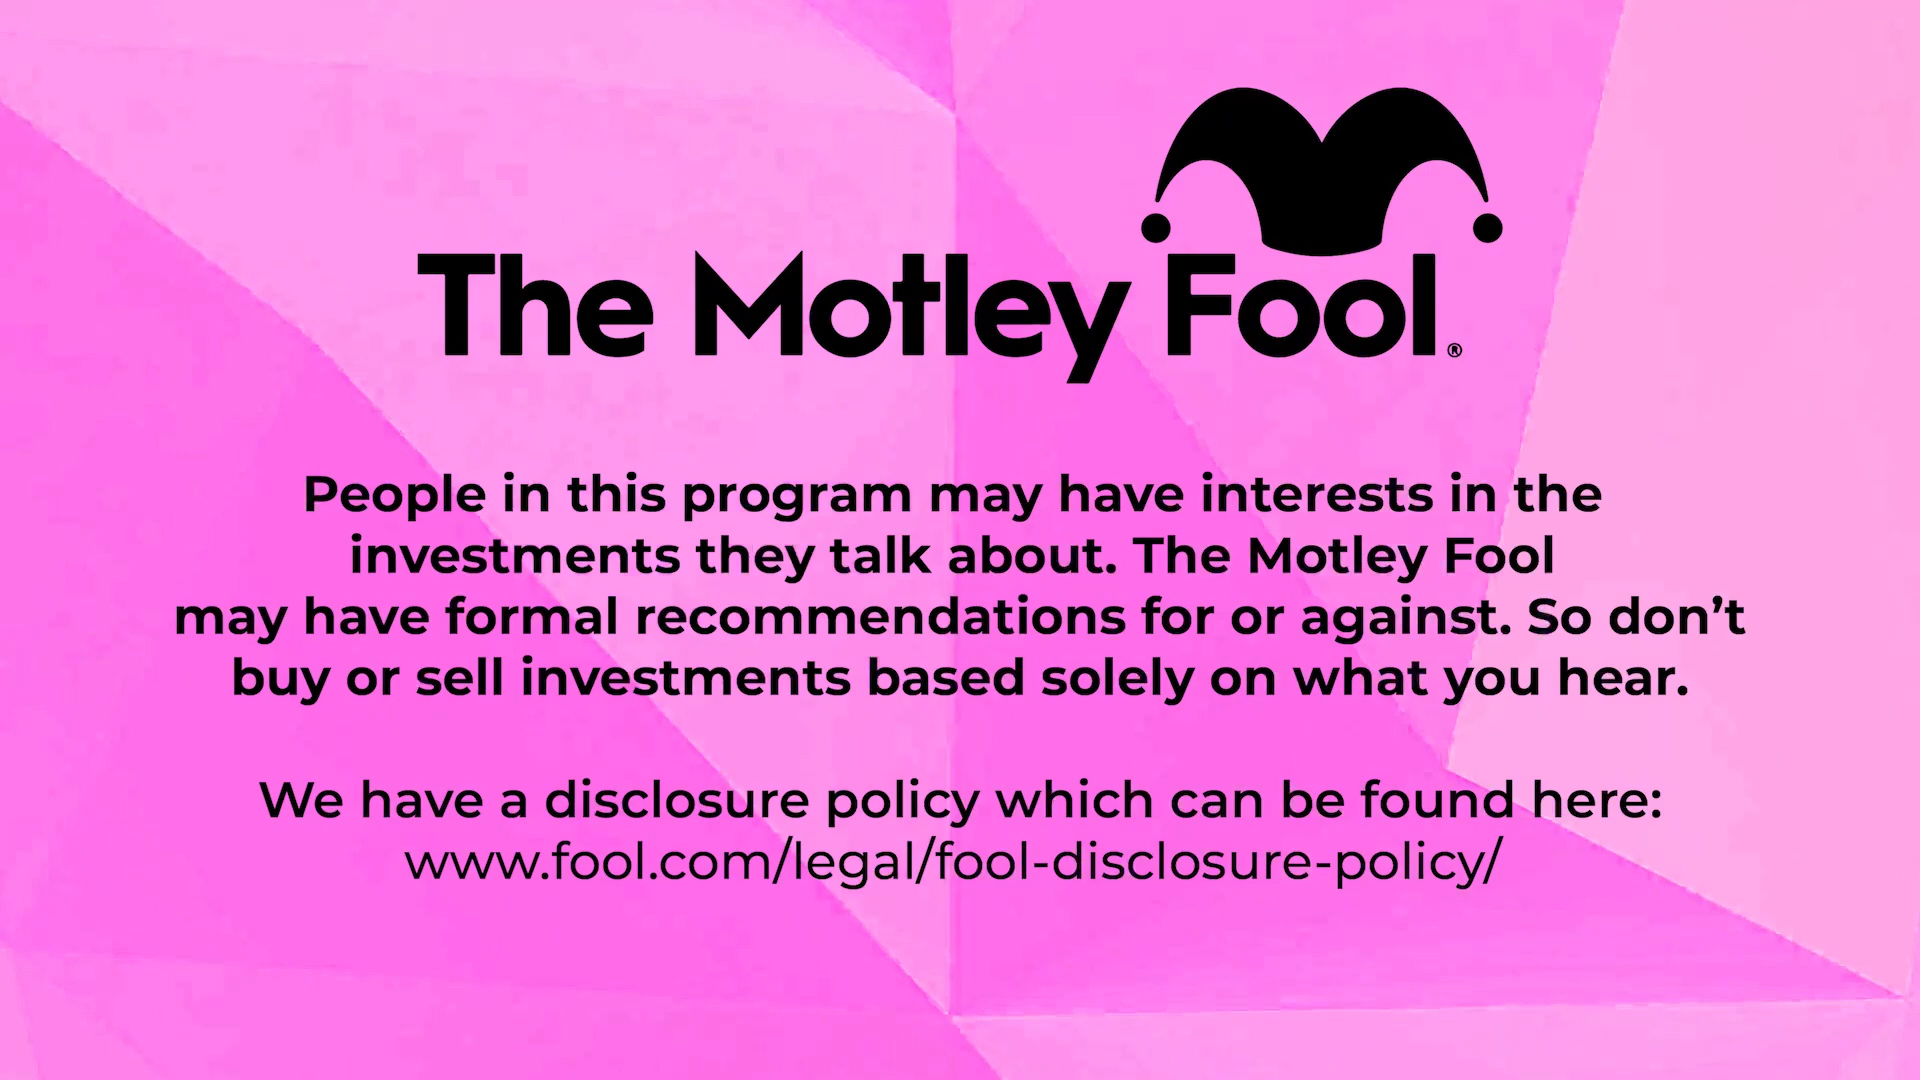 The Motley Fool®
People in this program may have interests in the
investments they talk about. The Motley Fool
may have formal recommendations for or against. So don’t
buy or sell investments based solely on what you hear.
We have a disclosure policy which can be found here:
www.fool.com/legal/fool-disclosure-policy/